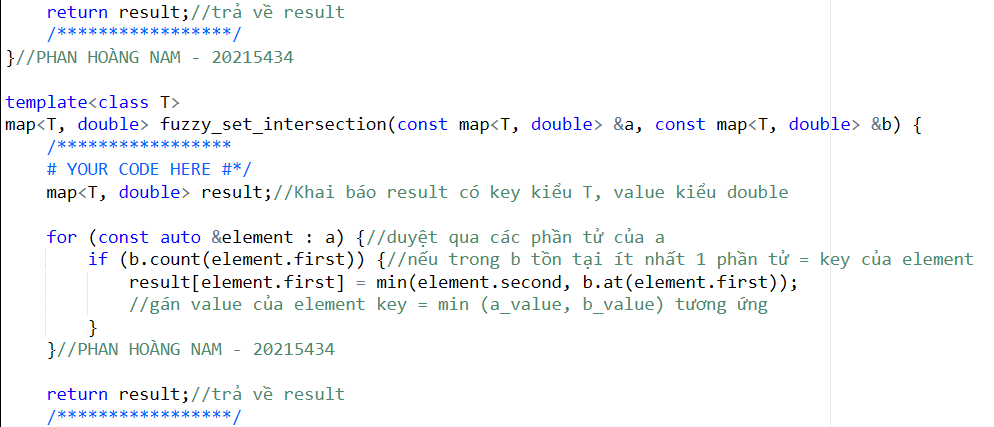 return result;//trả về result
/*****************/
}//PHAN HOÀNG NAM - 20215434
template<class T>
map<T, double> fuzzy_set_intersection(const map<T, double> &a, const map<T, double> &b) {
/*****************
# YOUR CODE HERE #*/
map<T, double> result;//Khai báo result có key kiểu T, value kiểu double
for (const auto &element : a) {//duyệt qua các phần tử của a
if (b.count(element.first)) {//nếu trong b tồn tại ít nhất 1 phần tử = key của element
result[element.first] = min(element.second, b.at(element.first));
//gán value của element key = min (a_value, b_value) tương ứng
}
}//PHAN HOÀNG NAM - 20215434
return result;//trả về result
/*****************/